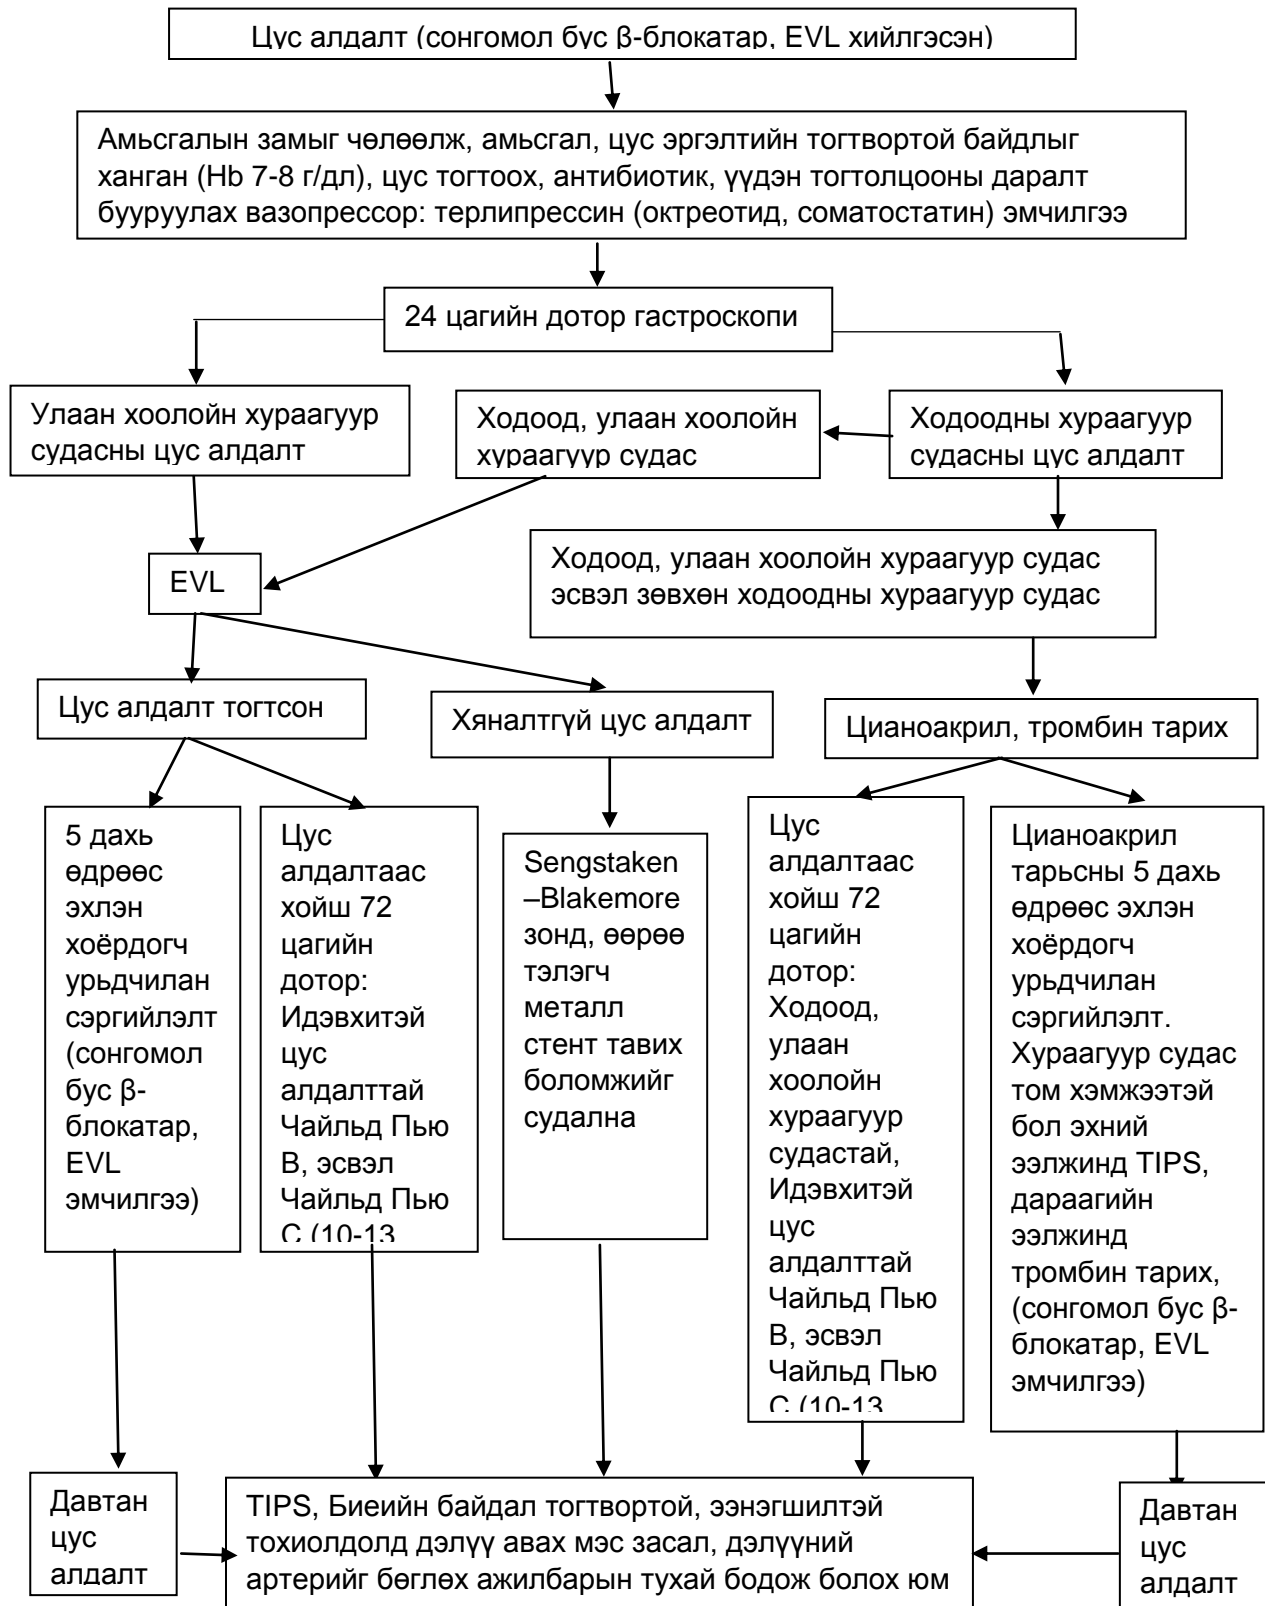 Цус алдалт (сонгомол бус β-блокатар, EVL хийлгэсэн)
Амьсгалын замыг чөлөөлж, амьсгал, цус эргэлтийн тогтвортой байдлыг
ханган (Hb 7-8 г/дл), цус тогтоох, антибиотик, үүдэн тогтолцооны даралт
бууруулах вазопрессор: терлипрессин (октреотид, соматостатин) эмчилгээ
24 цагийн дотор гастроскопи
Улаан хоолойн хураагуур
судасны цус алдалт
Ходоод, улаан хоолойн
хураагуур судас
Ходоодны хураагуур
судасны цус алдалт
EVL
Ходоод, улаан хоолойн хураагуур судас
эсвэл зөвхөн ходоодны хураагуур судас
Цус алдалт тогтсон
Хяналтгүй цус алдалт
Цианоакрил, тромбин тарих
5 дахь
өдрөөс
эхлэн
хоёрдогч
урьдчилан
сэргийлэлт
(сонгомол
бус β-
блокатар,
EVL
эмчилгээ)
Цус
алдалтаас
хойш 72
цагийн
дотор:
Идэвхитэй
цус
алдалттай
Чайльд Пью
В, эсвэл
Чайльд Пью
С (10-13
Sengstaken
–Blakemore
зонд, өөрөө
тэлэгч
металл
стент тавих
боломжийг
судална
Цус
алдалтаас
хойш 72
цагийн
дотор:
Ходоод,
улаан
хоолойн
хураагуур
судастай,
Идэвхитэй
цус
алдалттай
Чайльд Пью
В, эсвэл
Чайльд Пью
С (10-13
Цианоакрил
тарьсны 5 дахь
өдрөөс эхлэн
хоёрдогч
урьдчилан
сэргийлэлт.
Хураагуур судас
том хэмжээтэй
бол эхний
ээлжинд TIPS,
дараагийн
ээлжинд
тромбин тарих,
(сонгомол бус β-
блокатар, EVL
эмчилгээ)
Давтан
цус
алдалт
TIPS, Биеийн байдал тогтвортой, ээнэгшилтэй
тохиолдолд дэлүү авах мэс засал, дэлүүний
артерийг бөглөх ажилбарын тухай бодож болох юм
Давтан
цус
алдалт